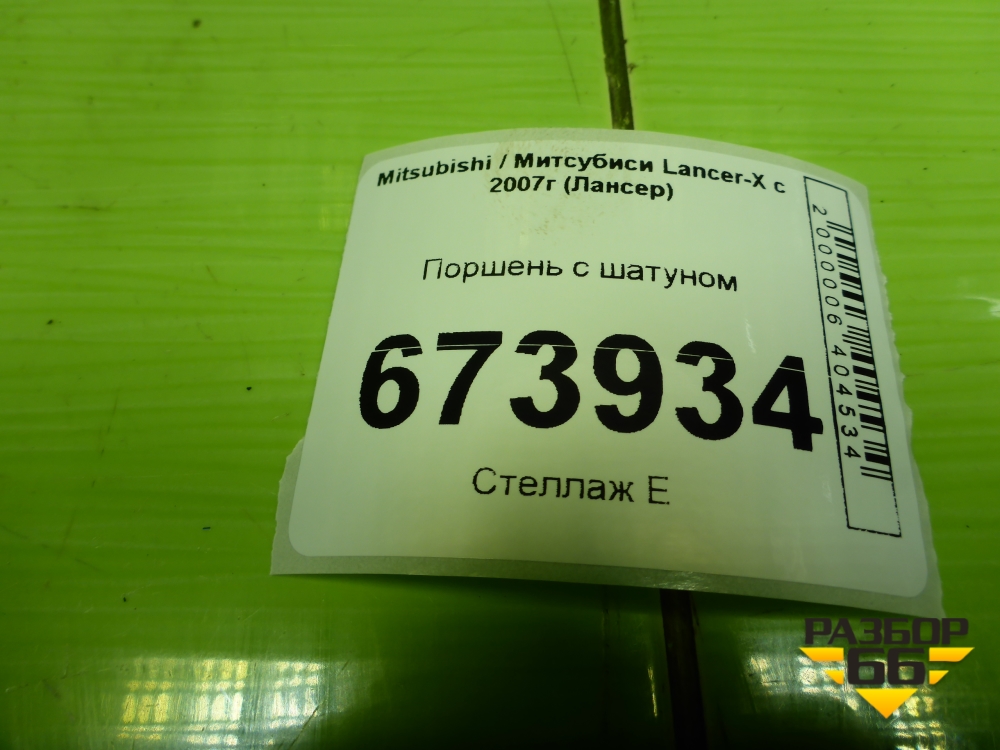 Mitsubishi / Митсубиси Lancer-X с
2007г (Лансер)
Поршень с шатуном
673934
Стеллаж Е
2000006404534
РАЗБОР
66